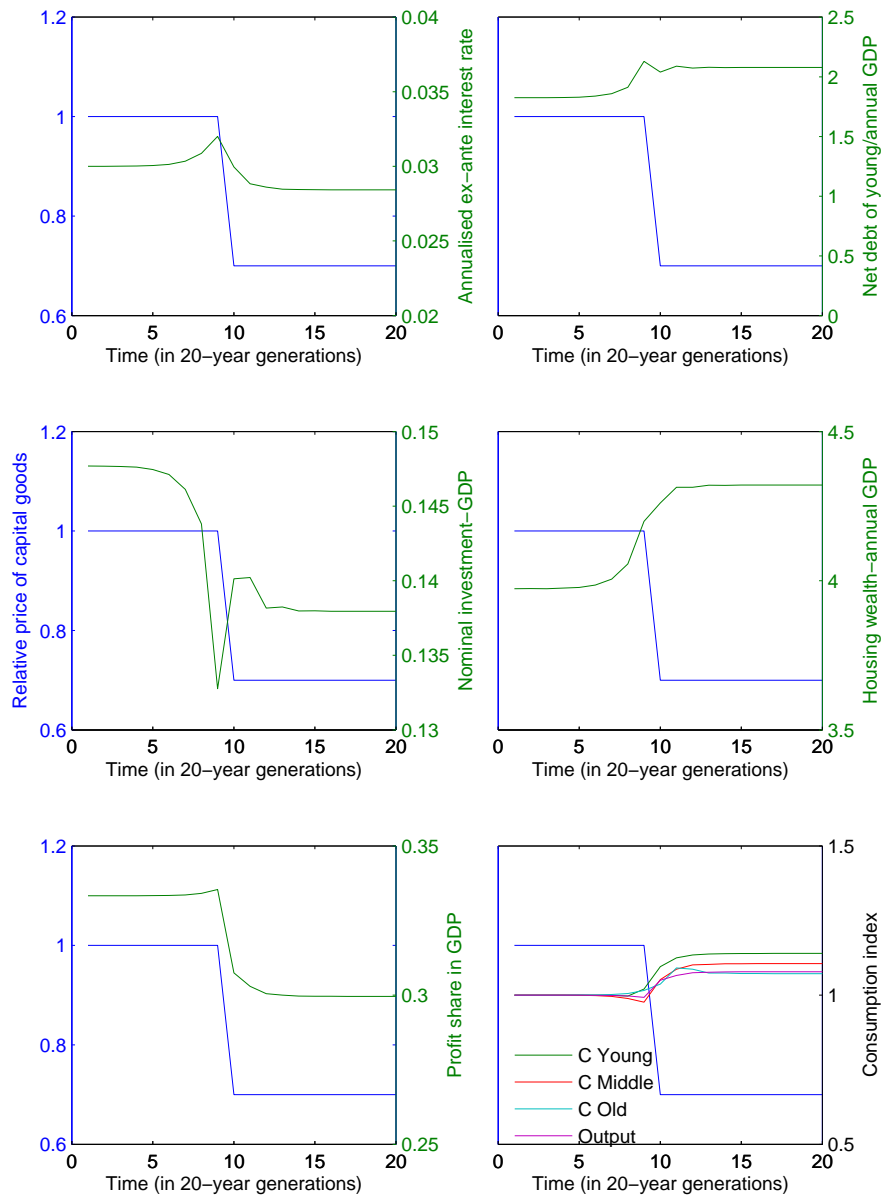 1.2
1
0.8
0.6
0.04
0.035
0.03
0.025
0.02
Annualised ex−ante interest rate
0 5 10 15 20
Time (in 20−year generations)
2.5
2
1.5
1
0.5
0
Net debt of young/annual GDP
0 5 10 15 20
Time (in 20−year generations)
Relative price of capital goods
1.2
1
0.8
0.6
0.15
0.145
0.14
0.135
0.13
Nominal investment−GDP
0 5 10 15 20
Time (in 20−year generations)
4.5
4
3.5
Housing wealth−annual GDP
0 5 10 15 20
Time (in 20−year generations)
1.2
1
0.8
0.6
0.35
0.3
0.25
Profit share in GDP
0 5 10 15 20
Time (in 20−year generations)
1.5
1
0.5
Consumption index
C Young
C Middle
C Old
Output
0 5 10 15 20
Time (in 20−year generations)